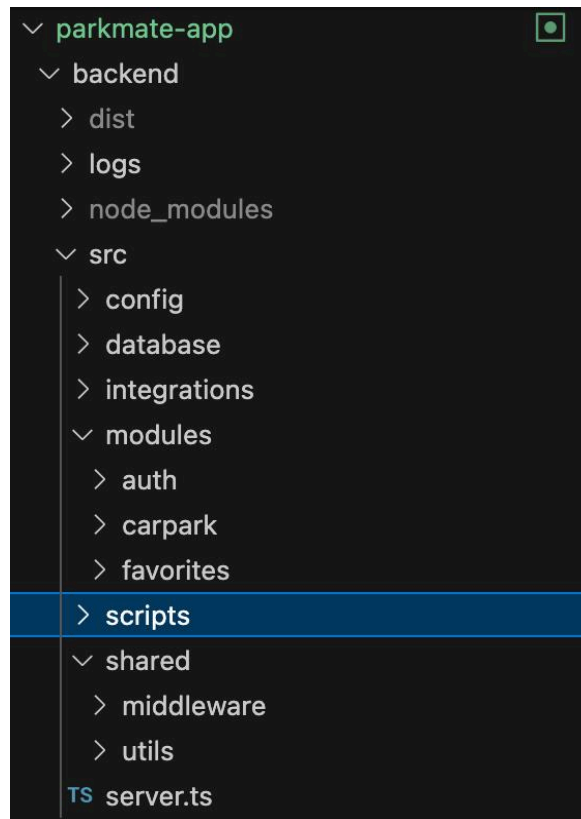 parkmate-app
backend
dist
logs
node_modules
src
config
database
integrations
modules
auth
carpark
favorites
scripts
shared
middleware
utils
TS server.ts